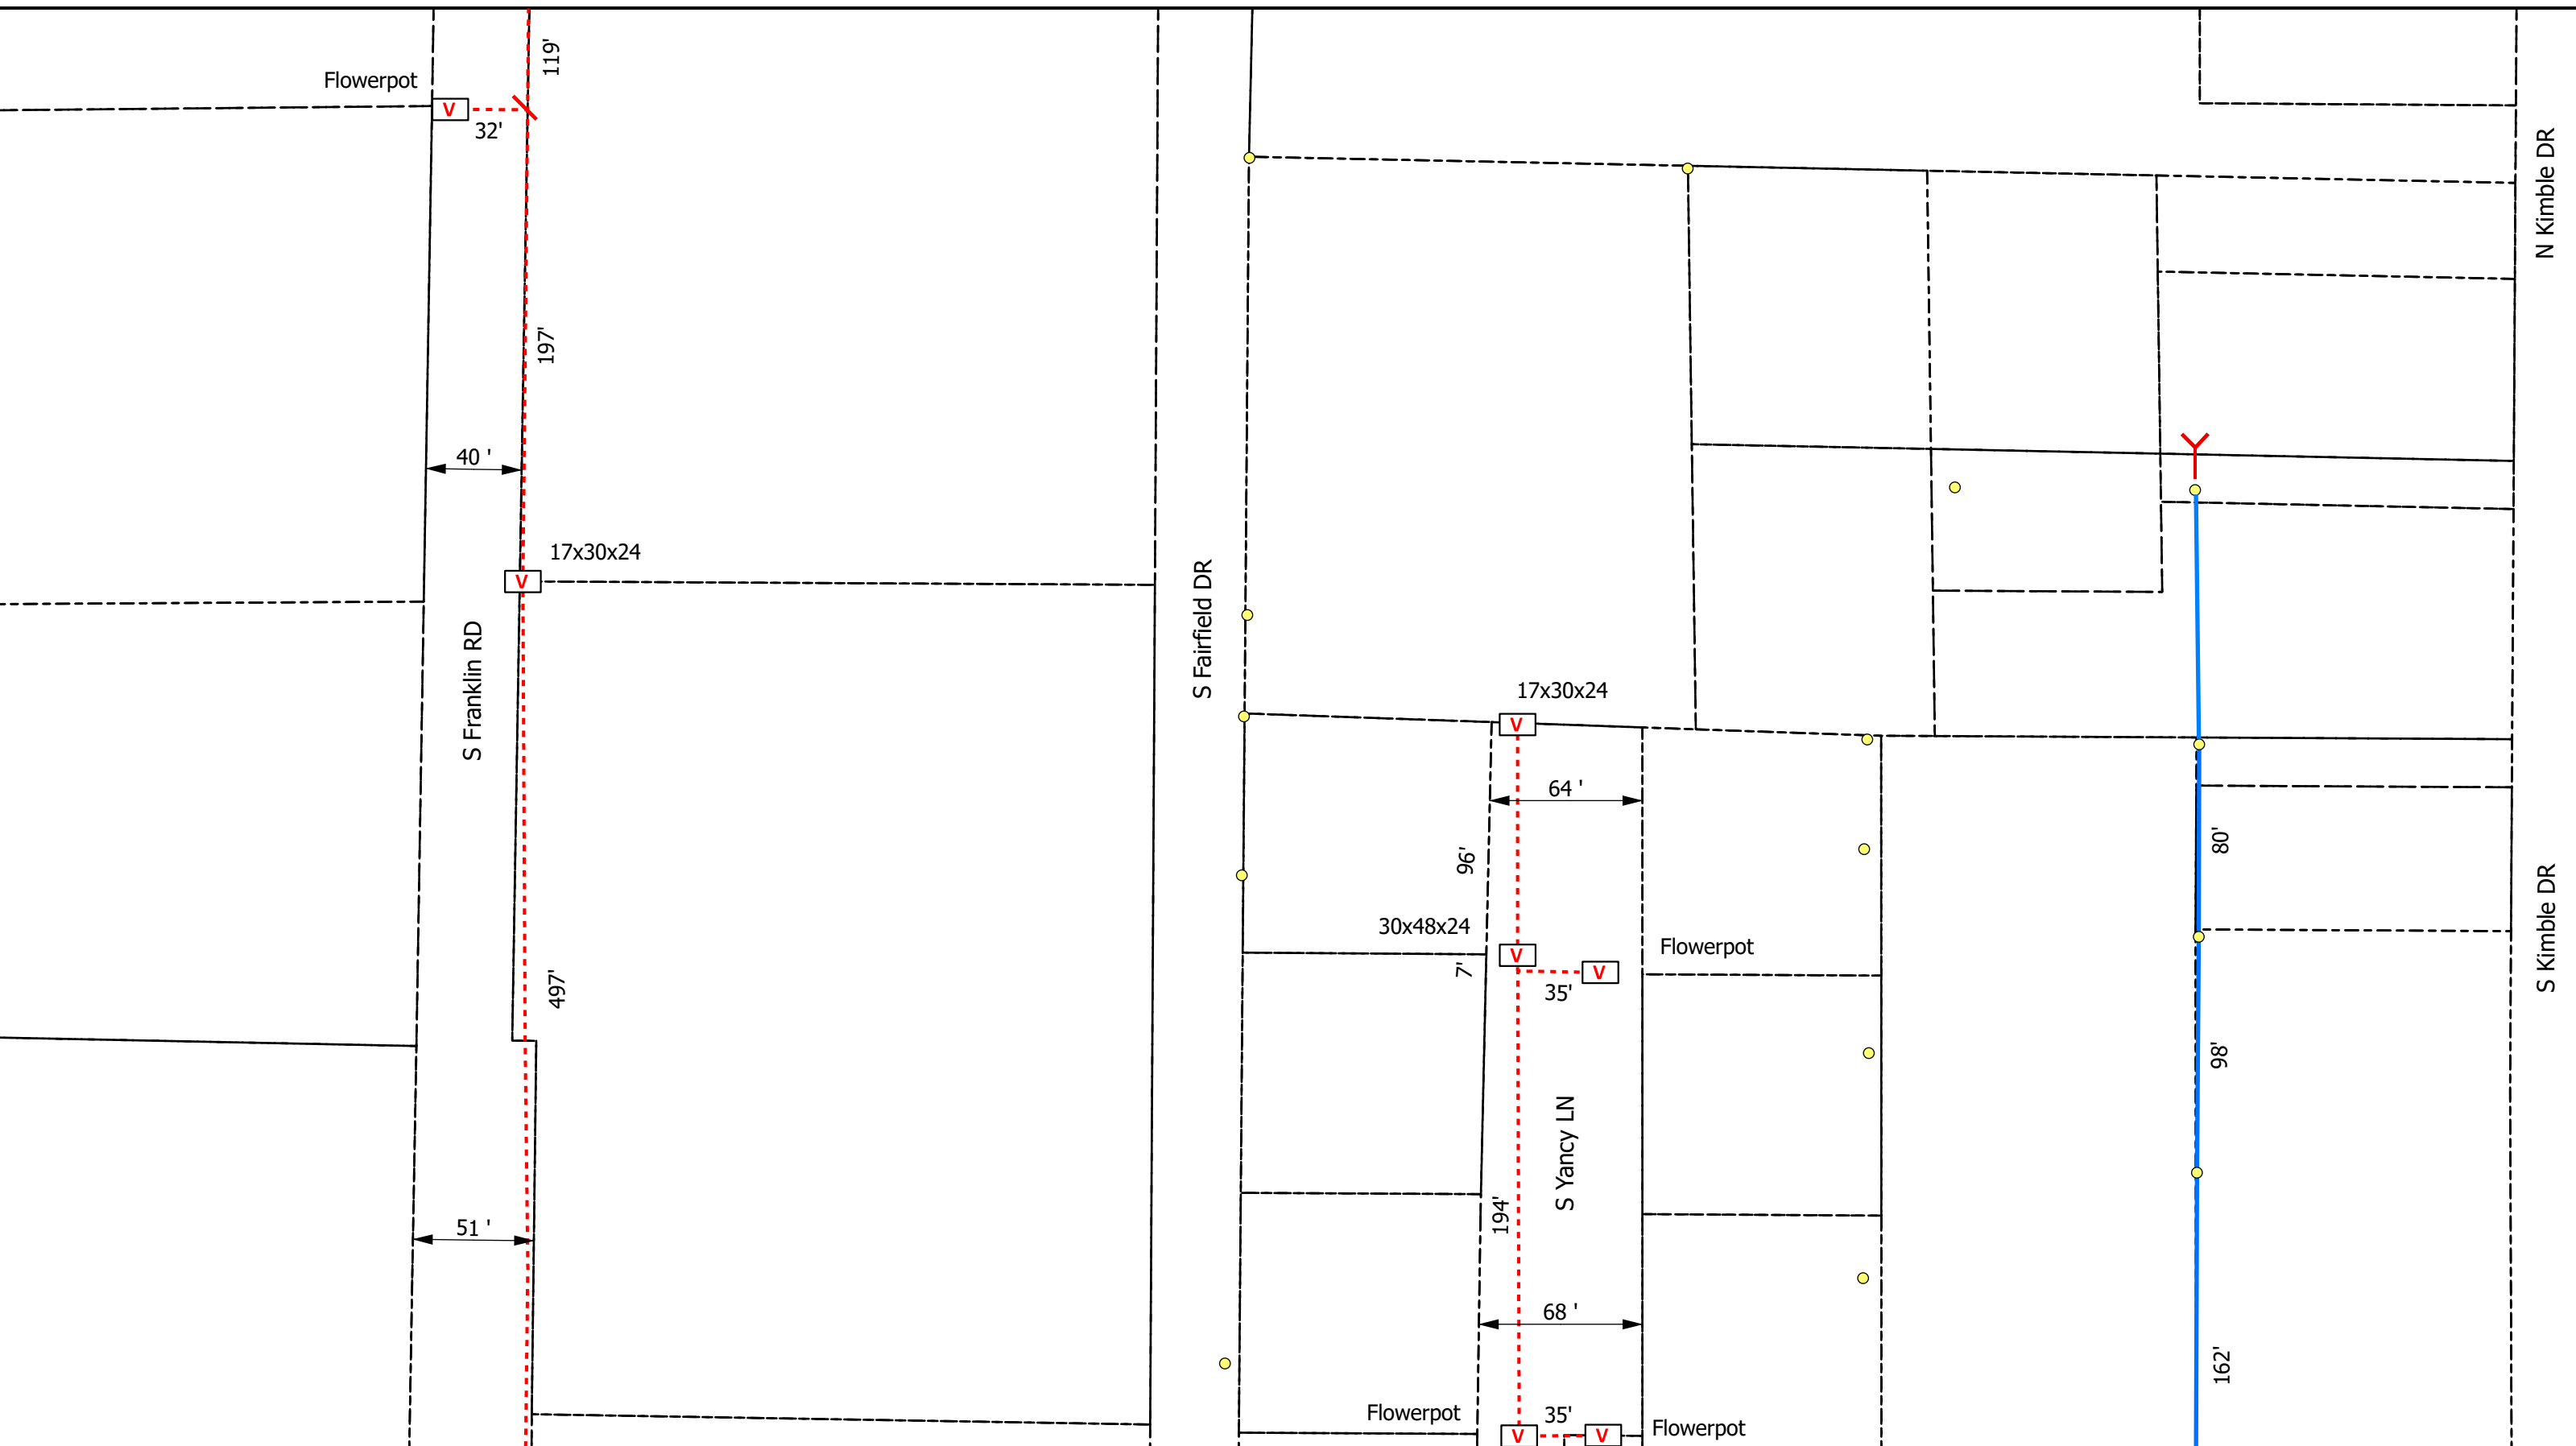 119'
Flowerpot
V
32'
N Kimble DR
197'
40 '
17x30x24
V
S Franklin RD
S Fairfield DR
17x30x24
V
64 '
96'
80'
30x48x24
V
Flowerpot
7'
V
35'
S Kimble DR
497'
98'
S Yancy LN
194'
51 '
68 '
162'
Flowerpot
35'
Flowerpot
V
V